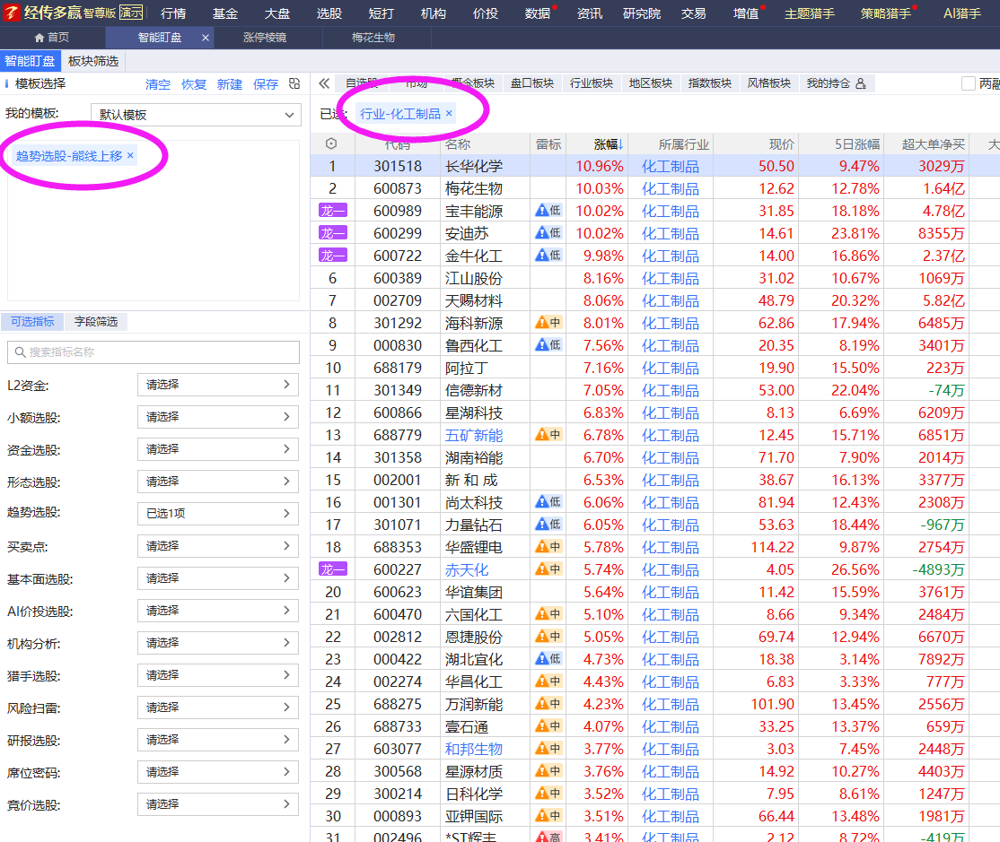 经传多赢 智尊版 演示 行情 基金 大盘 选股 短打 机构 价投 数据 资讯 研究院 交易 增值 主题猎手 策略猎手 AI猎手
首页 智能盯盘 × 涨停棱镜 梅花生物
智能盯盘 板块筛选
模板选择 清空 恢复 新建 保存
我的模板: 默认模板
趋势选股-熊线上移 ×
可选指标 字段筛选
搜索指标名称
L2资金: 请选择
小额选股: 请选择
资金选股: 请选择
形态选股: 请选择
趋势选股: 已选1项
买卖点: 请选择
基本面选股: 请选择
AI价投选股: 请选择
机构分析: 请选择
猎手选股: 请选择
风险扫雷: 请选择
研报选股: 请选择
席位密码: 请选择
竞价选股: 请选择
自选股 市场 概念板块 盘口板块 行业板块 地区板块 指数板块 风格板块 我的持仓 两融
已选: 行业-化工制品 ×
代码 名称 雷标 涨幅↓ 所属行业 现价 5日涨幅 超大单净买 大
1 301518 长华化学 10.96% 化工制品 50.50 9.47% 3029万
2 600873 梅花生物 10.03% 化工制品 12.62 12.78% 1.64亿
龙一 600989 宝丰能源 低 10.02% 化工制品 31.85 18.18% 4.78亿
龙一 600299 安迪苏 低 10.02% 化工制品 14.61 23.81% 8355万
龙一 600722 金牛化工 低 9.98% 化工制品 14.00 16.86% 2.37亿
6 600389 江山股份 8.16% 化工制品 31.02 10.67% 1069万
7 002709 天赐材料 8.06% 化工制品 48.79 20.32% 5.82亿
8 301292 海科新源 中 8.01% 化工制品 62.86 17.94% 6485万
9 000830 鲁西化工 低 7.56% 化工制品 20.35 8.19% 3401万
10 688179 阿拉丁 7.16% 化工制品 19.90 15.50% 223万
11 301349 信德新材 7.05% 化工制品 53.00 22.04% -74万
12 600866 星湖科技 6.83% 化工制品 8.13 6.69% 6209万
13 688779 五矿新能 中 6.78% 化工制品 12.45 15.71% 6851万
14 301358 湖南裕能 6.70% 化工制品 71.70 7.90% 2014万
15 002001 新 和 成 6.53% 化工制品 38.67 16.13% 3377万
16 001301 尚太科技 低 6.06% 化工制品 81.94 12.43% 2308万
17 301071 力量钻石 低 6.05% 化工制品 53.63 18.44% -967万
18 688353 华盛锂电 中 5.78% 化工制品 114.22 9.87% 2754万
龙一 600227 赤天化 中 5.74% 化工制品 4.05 26.56% -4893万
20 600623 华谊集团 5.64% 化工制品 11.42 15.59% 3761万
21 600470 六国化工 中 5.10% 化工制品 8.66 9.34% 2484万
22 002812 恩捷股份 中 5.05% 化工制品 69.74 12.94% 6670万
23 000422 湖北宜化 低 4.73% 化工制品 18.38 3.14% 7892万
24 002274 华昌化工 中 4.43% 化工制品 6.83 3.33% 777万
25 688275 万润新能 中 4.23% 化工制品 101.90 13.45% 2556万
26 688733 壹石通 中 4.07% 化工制品 33.25 13.37% 659万
27 603077 和邦生物 中 3.77% 化工制品 3.03 7.45% 2448万
28 300568 星源材质 中 3.76% 化工制品 14.92 10.27% 4403万
29 300214 日科化学 中 3.52% 化工制品 7.95 8.61% 1247万
30 000893 亚钾国际 中 3.51% 化工制品 66.44 13.48% 1981万
31 002496 *ST辉丰 高 3.41% 化工制品 2.12 8.72% -419万